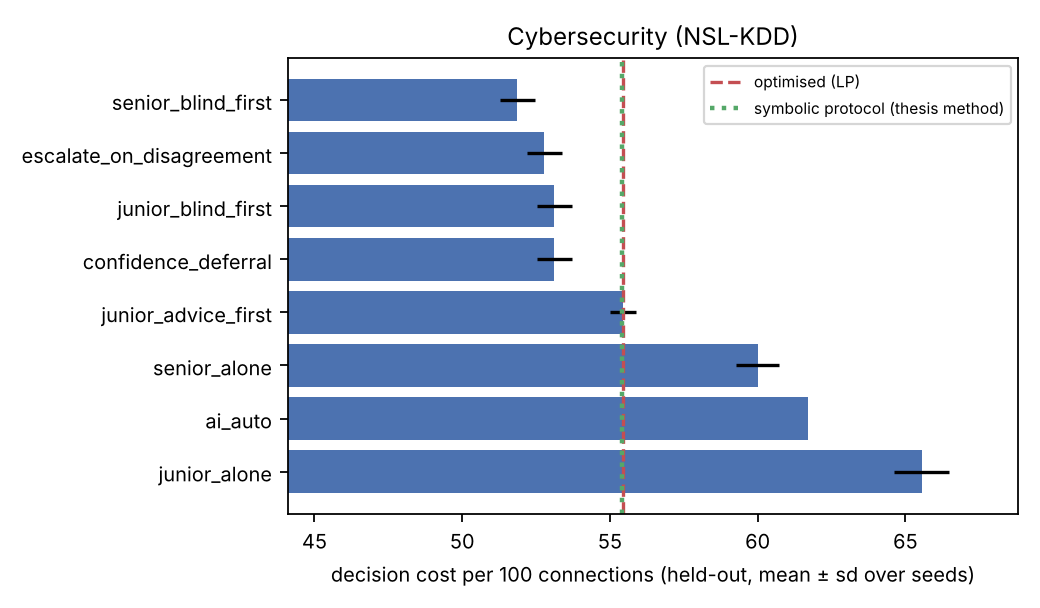 Cybersecurity (NSL-KDD)
optimised (LP)
symbolic protocol (thesis method)
senior_blind_first
escalate_on_disagreement
junior_blind_first
confidence_deferral
junior_advice_first
senior_alone
ai_auto
junior_alone
45 50 55 60 65
decision cost per 100 connections (held-out, mean ± sd over seeds)